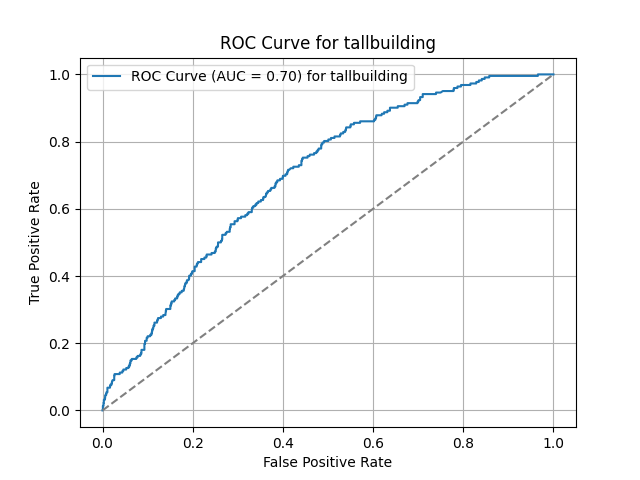 ROC Curve for tallbuilding
ROC Curve (AUC = 0.70) for tallbuilding
True Positive Rate
1.0
0.8
0.6
0.4
0.2
0.0
0.0 0.2 0.4 0.6 0.8 1.0
False Positive Rate